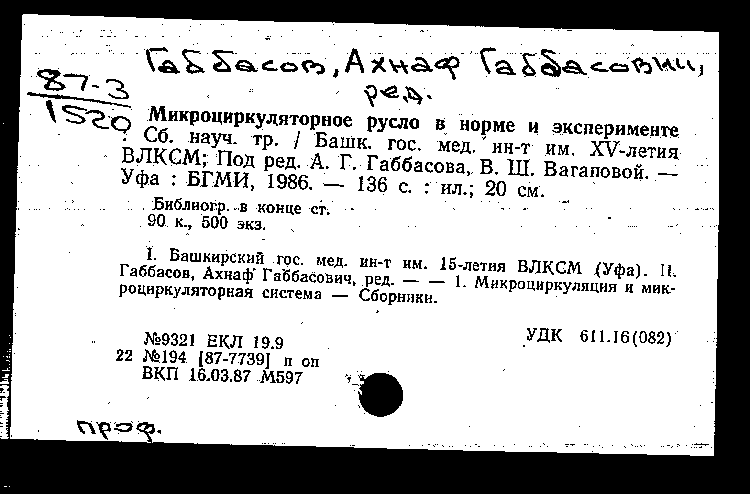 Габбасов, Ахнаф Габбасович,
ред.
87-3
1520
Микроциркуляторное русло в норме и эксперименте
: Сб. науч. тр. / Башк. гос. мед. ин-т им. XV-летия
ВЛКСМ; Под ред. А. Г. Габбасова, В. Ш. Вагаповой. —
Уфа : БГМИ, 1986. — 136 с. : ил.; 20 см.
Библиогр. в конце ст.
90 к., 500 экз.
I. Башкирский гос. мед. ин-т им. 15-летия ВЛКСМ (Уфа). II.
Габбасов, Ахнаф Габбасович, ред. — — 1. Микроциркуляция и мик-
роциркуляторная система — Сборники.
УДК 611.16(082)
№9321 ЕКЛ 19.9
22 №194 [87-7739] п оп
ВКП 16.03.87 М597
проф.